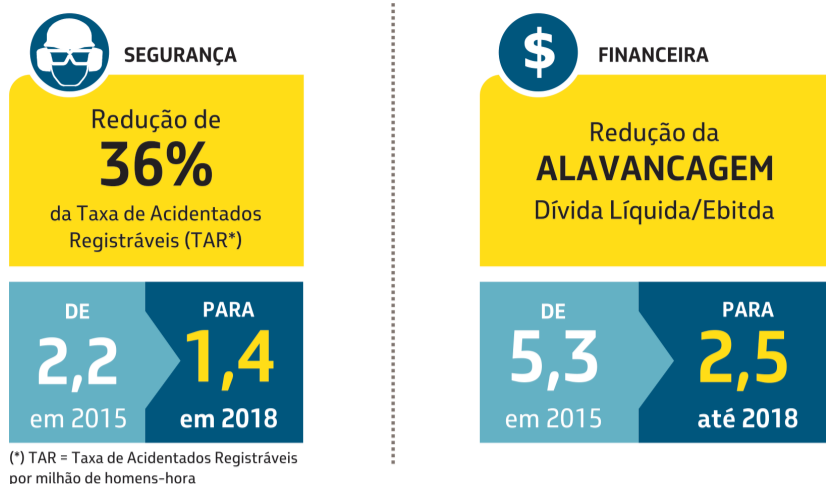 SEGURANÇA
Redução de
36%
da Taxa de Acidentados
Registráveis (TAR*)
DE
2,2
em 2015
PARA
1,4
em 2018
(*) TAR = Taxa de Acidentados Registráveis
por milhão de homens-hora
$
FINANCEIRA
Redução da
ALAVANCAGEM
Dívida Líquida/Ebitda
DE
5,3
em 2015
PARA
2,5
até 2018